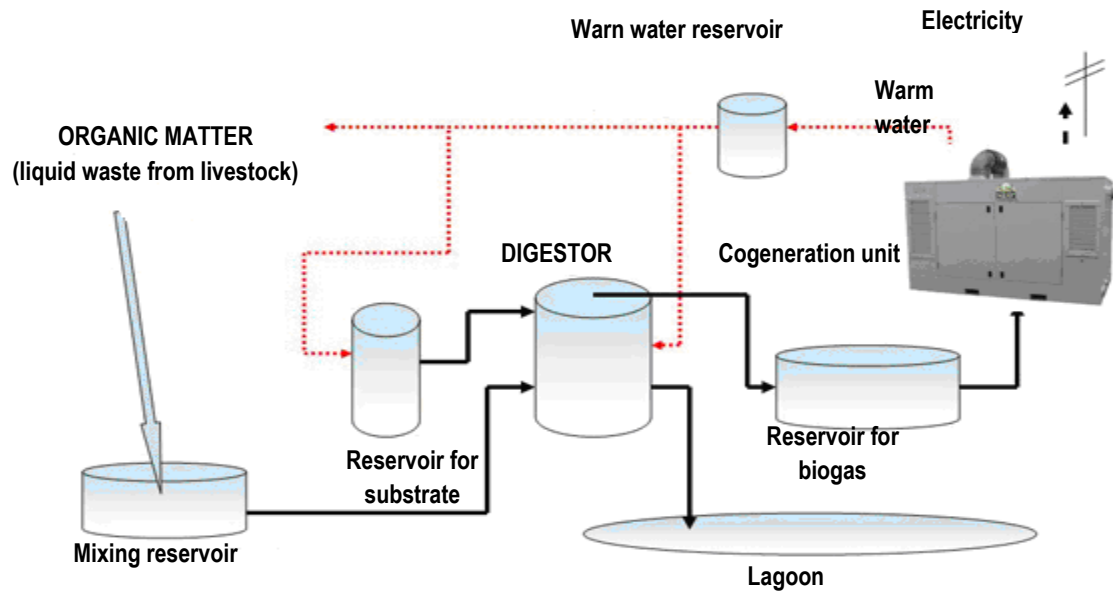 Electricity
Warn water reservoir
Warm
water
ORGANIC MATTER
(liquid waste from livestock)
DIGESTOR
Cogeneration unit
Reservoir for
substrate
Reservoir for
biogas
Mixing reservoir
Lagoon